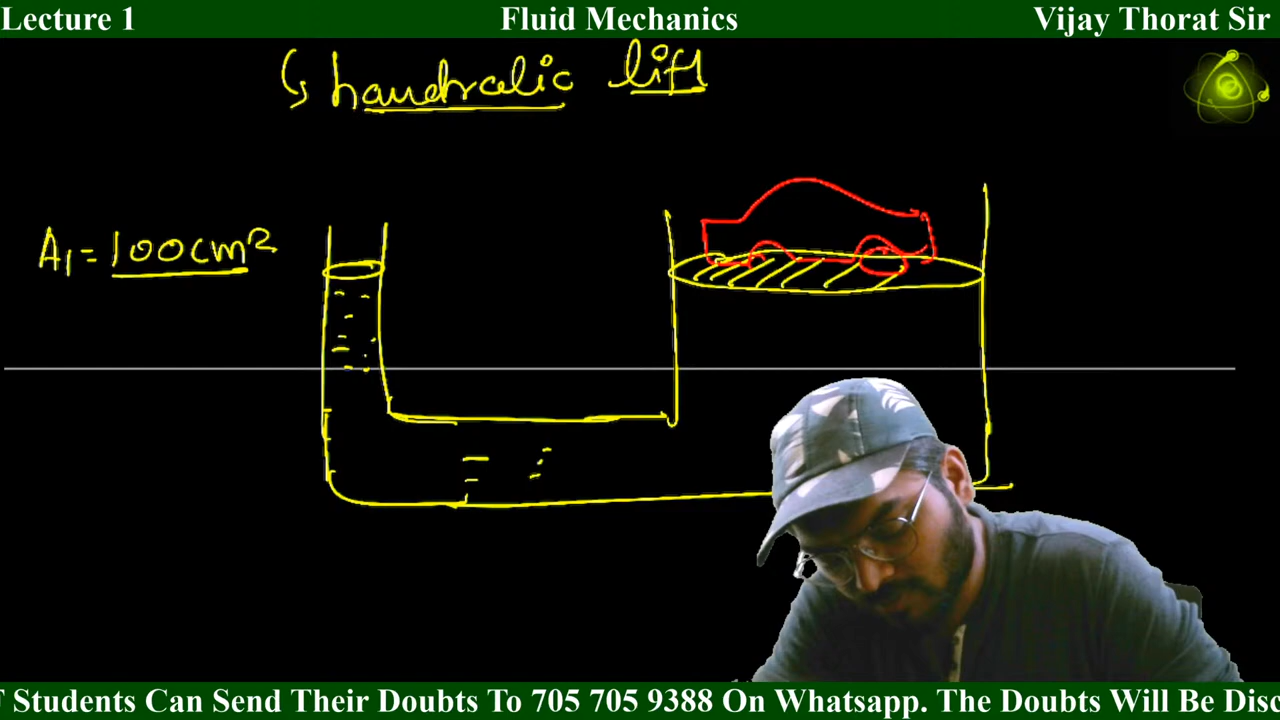 Lecture 1 Fluid Mechanics Vijay Thorat Sir
↳ haudralic lift
A₁ = 100cm²
Students Can Send Their Doubts To 705 705 9388 On Whatsapp. The Doubts Will Be Disc